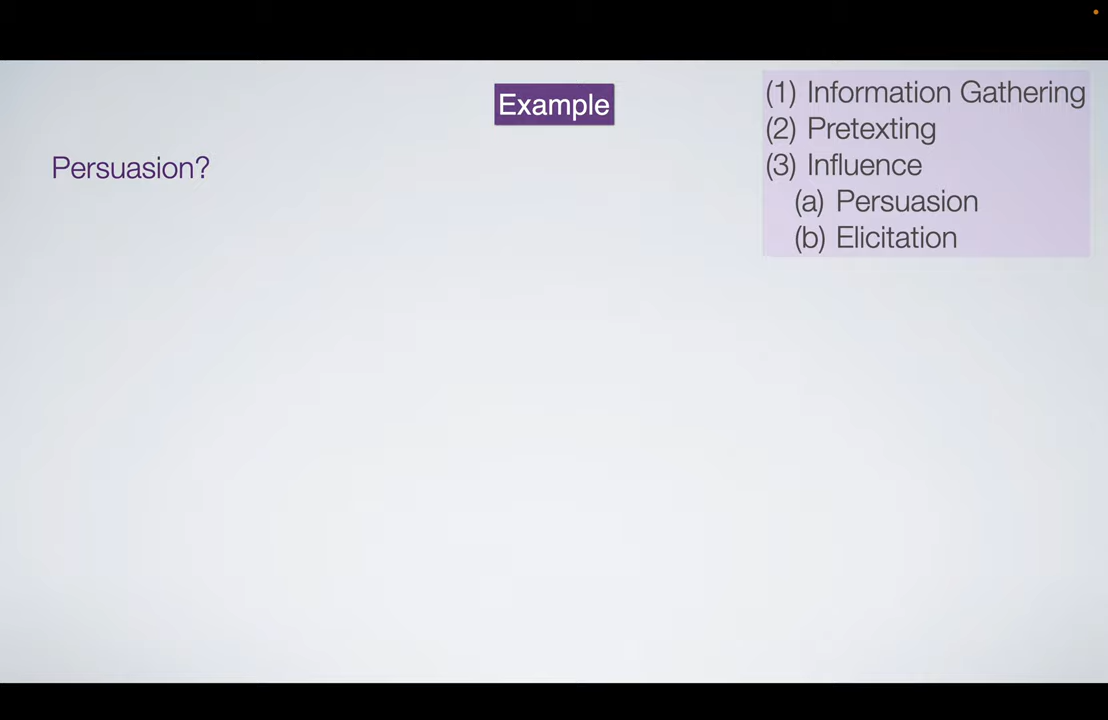 Example
Persuasion?
(1) Information Gathering
(2) Pretexting
(3) Influence
(a) Persuasion
(b) Elicitation